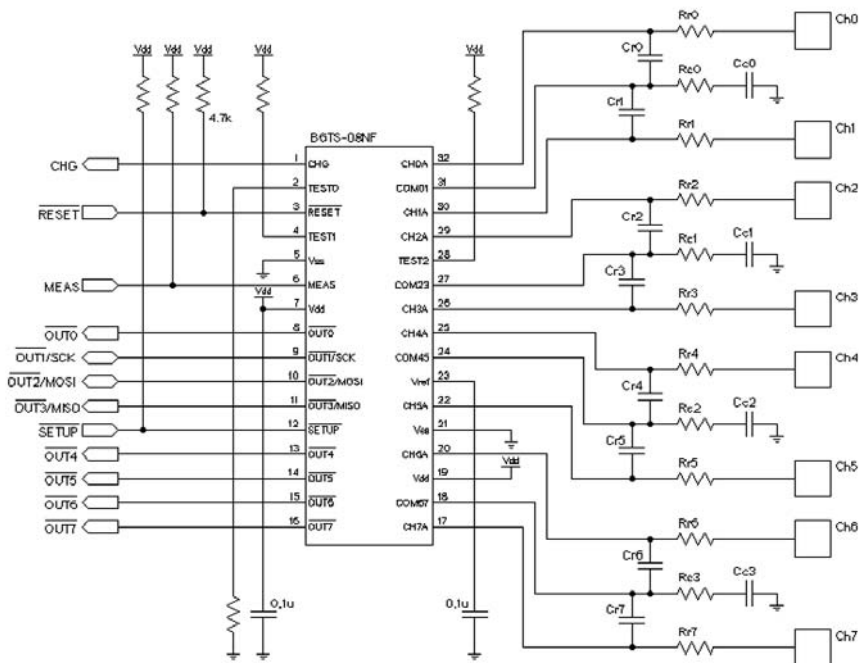 Vdd Vdd Vdd Vdd Vdd
4.7k
B6TS-08NF
CHG 1 CHG CH0A 32
2 TEST0 COM01 31
RESET 3 RESET CH1A 30
4 TEST1 CH2A 29
5 Vss TEST2 28
MEAS 6 MEAS COM23 27
Vdd
7 Vdd CH3A 26
OUT0 8 OUT0 CH4A 25
OUT1/SCK 9 OUT1/SCK COM45 24
OUT2/MOSI 10 OUT2/MOSI Vref 23
OUT3/MISO 11 OUT3/MISO CH5A 22
SETUP 12 SETUP Vss 21
OUT4 13 OUT4 CH6A 20
Vdd
OUT5 14 OUT5 Vdd 19
OUT6 15 OUT6 COM67 18
OUT7 16 OUT7 CH7A 17
0.1u 0.1u
Rr0 Ch0
Cr0 Rc0 Cc0
Cr1
Rr1 Ch1
Rr2 Ch2
Cr2 Rc1 Cc1
Cr3
Rr3 Ch3
Rr4 Ch4
Cr4 Rc2 Cc2
Cr5
Rr5 Ch5
Rr6 Ch6
Cr6 Rc3 Cc3
Cr7
Rr7 Ch7